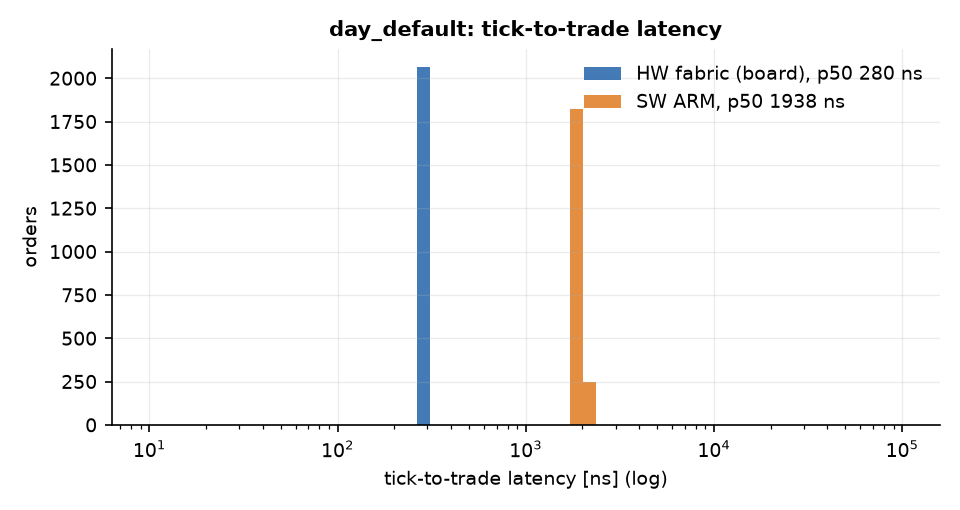 day_default: tick-to-trade latency
HW fabric (board), p50 280 ns
SW ARM, p50 1938 ns
orders
2000
1750
1500
1250
1000
750
500
250
0
10¹
10²
10³
10⁴
10⁵
tick-to-trade latency [ns] (log)